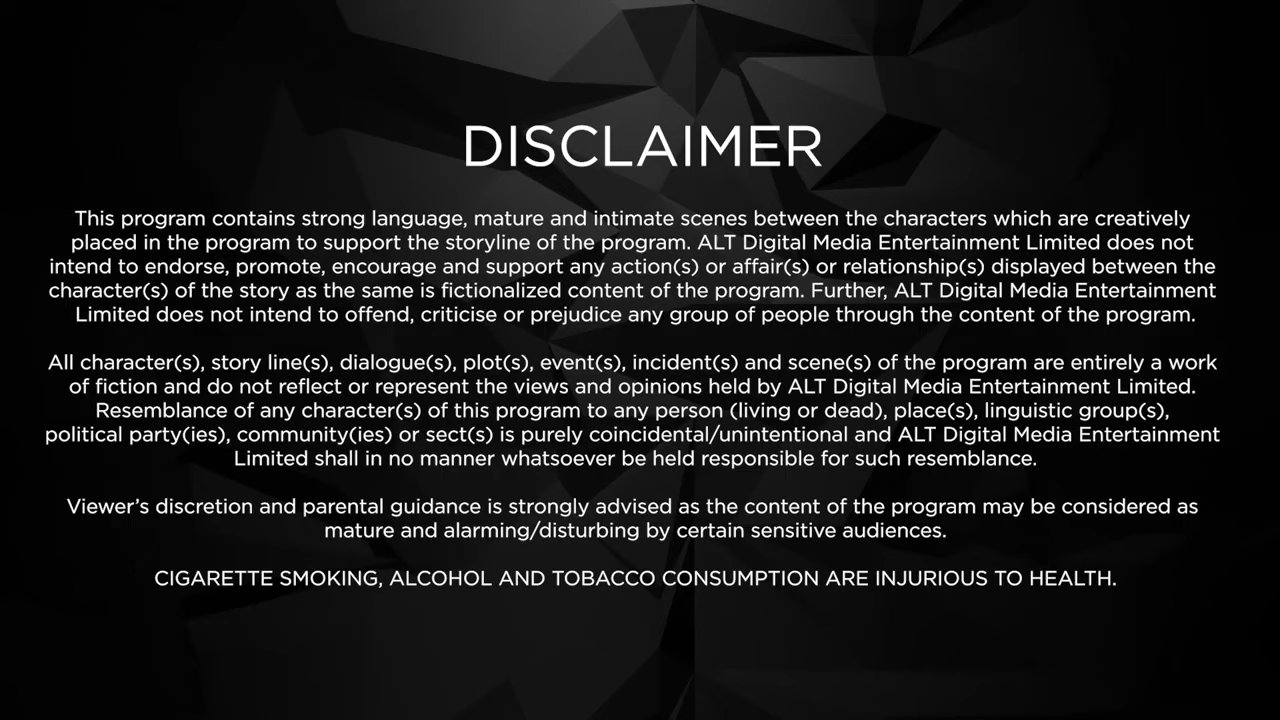 DISCLAIMER
This program contains strong language, mature and intimate scenes between the characters which are creatively
placed in the program to support the storyline of the program. ALT Digital Media Entertainment Limited does not
intend to endorse, promote, encourage and support any action(s) or affair(s) or relationship(s) displayed between the
character(s) of the story as the same is fictionalized content of the program. Further, ALT Digital Media Entertainment
Limited does not intend to offend, criticise or prejudice any group of people through the content of the program.
All character(s), story line(s), dialogue(s), plot(s), event(s), incident(s) and scene(s) of the program are entirely a work
of fiction and do not reflect or represent the views and opinions held by ALT Digital Media Entertainment Limited.
Resemblance of any character(s) of this program to any person (living or dead), place(s), linguistic group(s),
political party(ies), community(ies) or sect(s) is purely coincidental/unintentional and ALT Digital Media Entertainment
Limited shall in no manner whatsoever be held responsible for such resemblance.
Viewer's discretion and parental guidance is strongly advised as the content of the program may be considered as
mature and alarming/disturbing by certain sensitive audiences.
CIGARETTE SMOKING, ALCOHOL AND TOBACCO CONSUMPTION ARE INJURIOUS TO HEALTH.